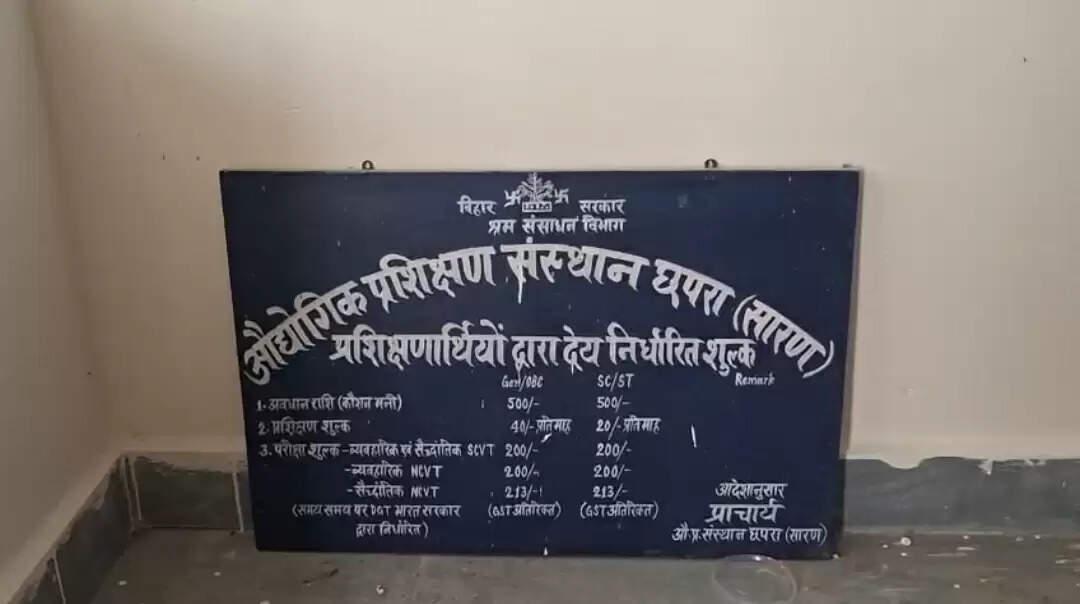 बिहार सरकार
श्रम संसाधन विभाग
औद्योगिक प्रशिक्षण संस्थान छपरा (सारण)
प्रशिक्षणार्थियों द्वारा देय निर्धारित शुल्क
Gen/OBC SC/ST Remark
1. अवधान राशि (कौशन मनी) : 500/- 500/-
2. प्रशिक्षण शुल्क 40/- प्रतिमाह 20/- प्रतिमाह
3. परीक्षा शुल्क - व्यवहारिक एवं सैद्धांतिक SCVT 200/- 200/-
- व्यवहारिक NCVT 200/- 200/-
- सैद्धांतिक NCVT 213/- 213/-
(समय समय पर DGT भारत सरकार (GST अतिरिक्त) (GST अतिरिक्त)
द्वारा निर्धारित)
आदेशानुसार
प्राचार्य
औ.प्र.संस्थान छपरा (सारण)